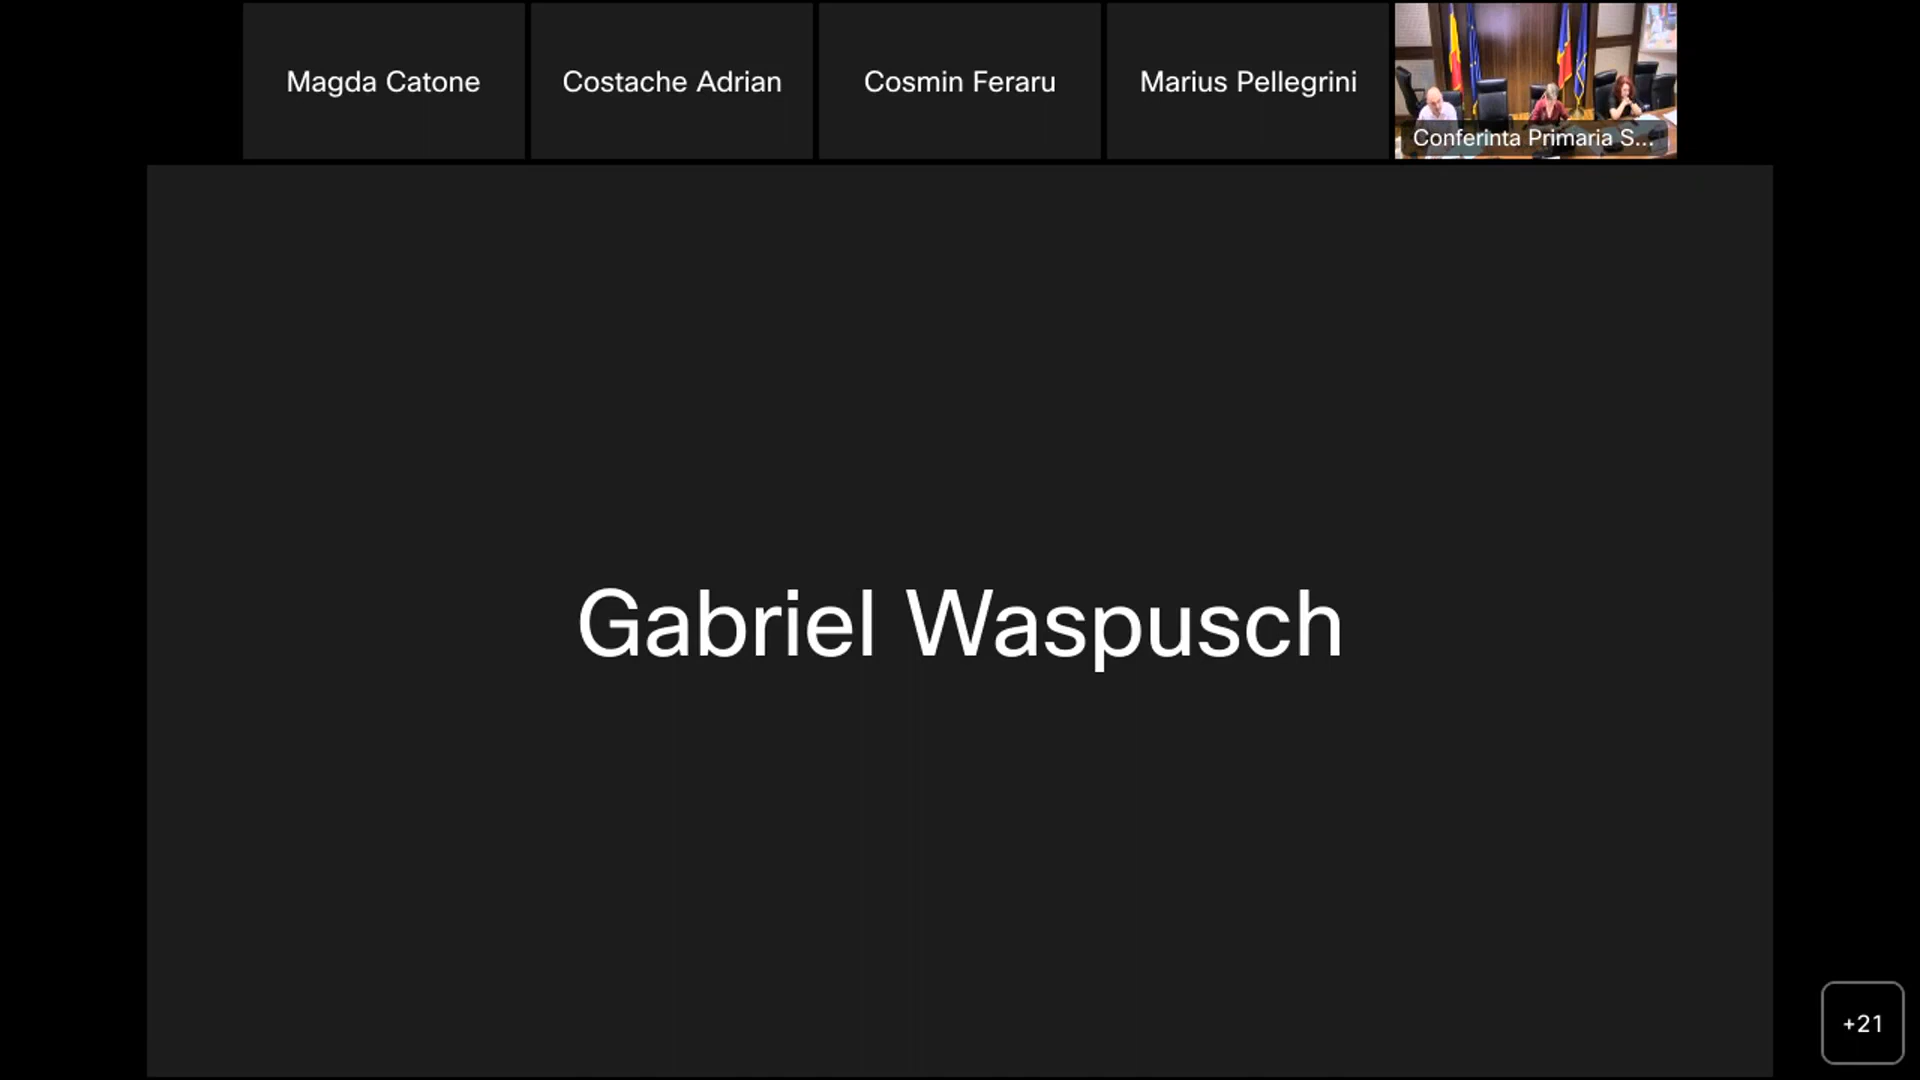 Magda Catone
Costache Adrian
Cosmin Feraru
Marius Pellegrini
Conferinta Primaria S...
Gabriel Waspusch
+21